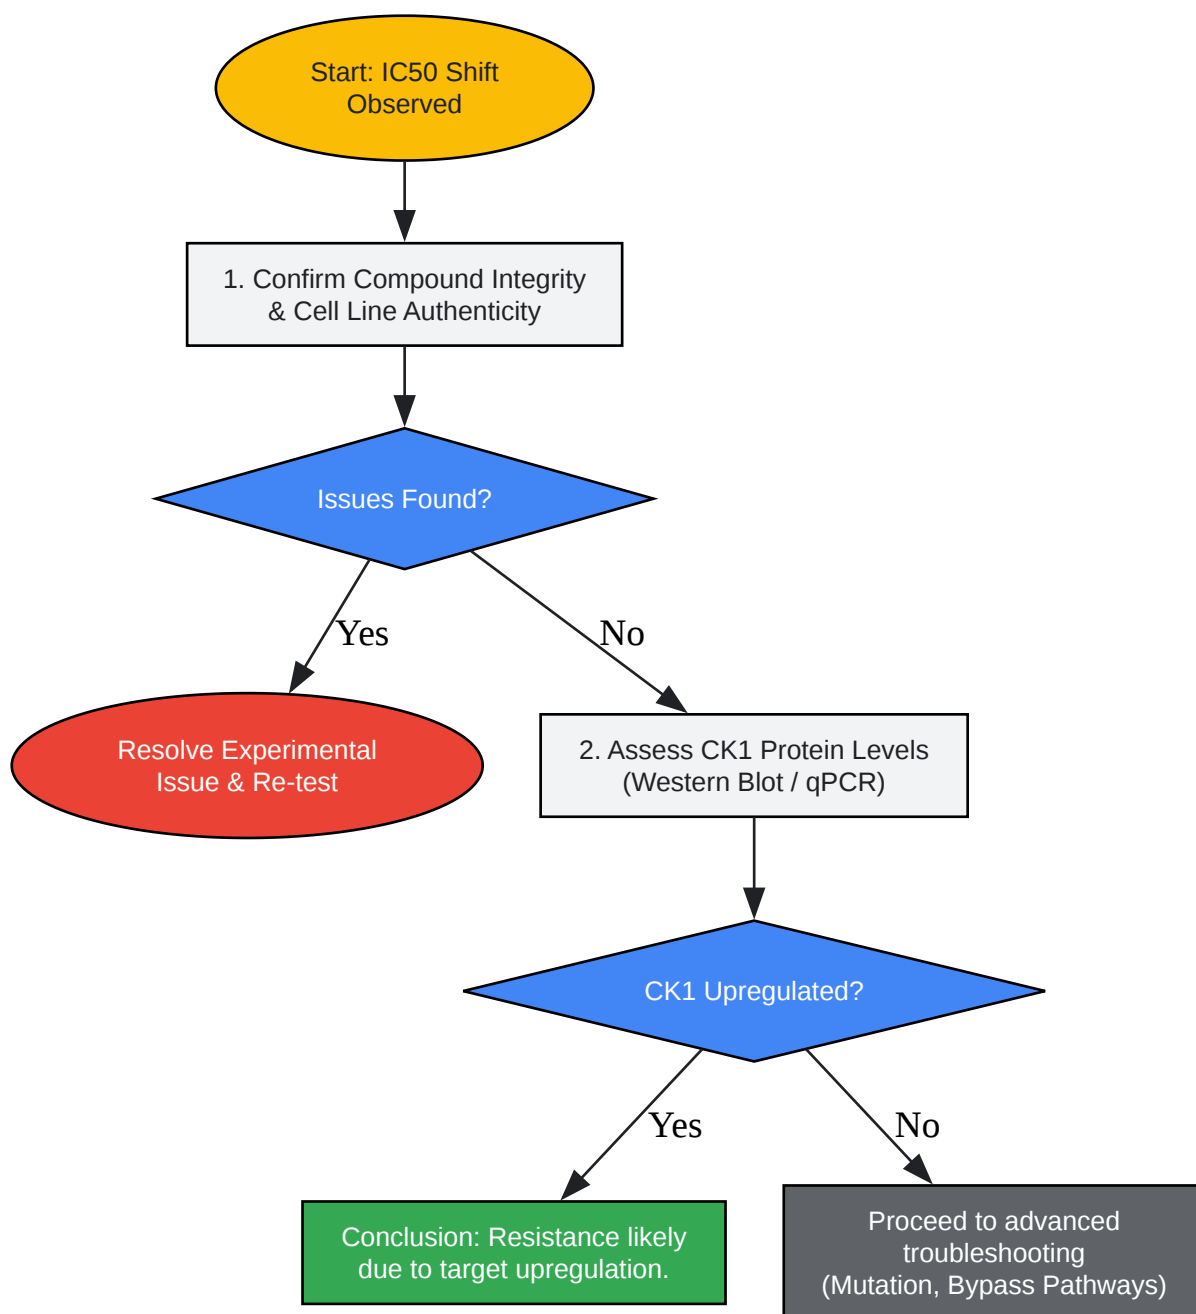 Start: IC50 Shift
Observed
1. Confirm Compound Integrity
& Cell Line Authenticity
Issues Found?
Yes
No
Resolve Experimental
Issue & Re-test
2. Assess CK1 Protein Levels
(Western Blot / qPCR)
CK1 Upregulated?
Yes
No
Conclusion: Resistance likely
due to target upregulation.
Proceed to advanced
troubleshooting
(Mutation, Bypass Pathways)